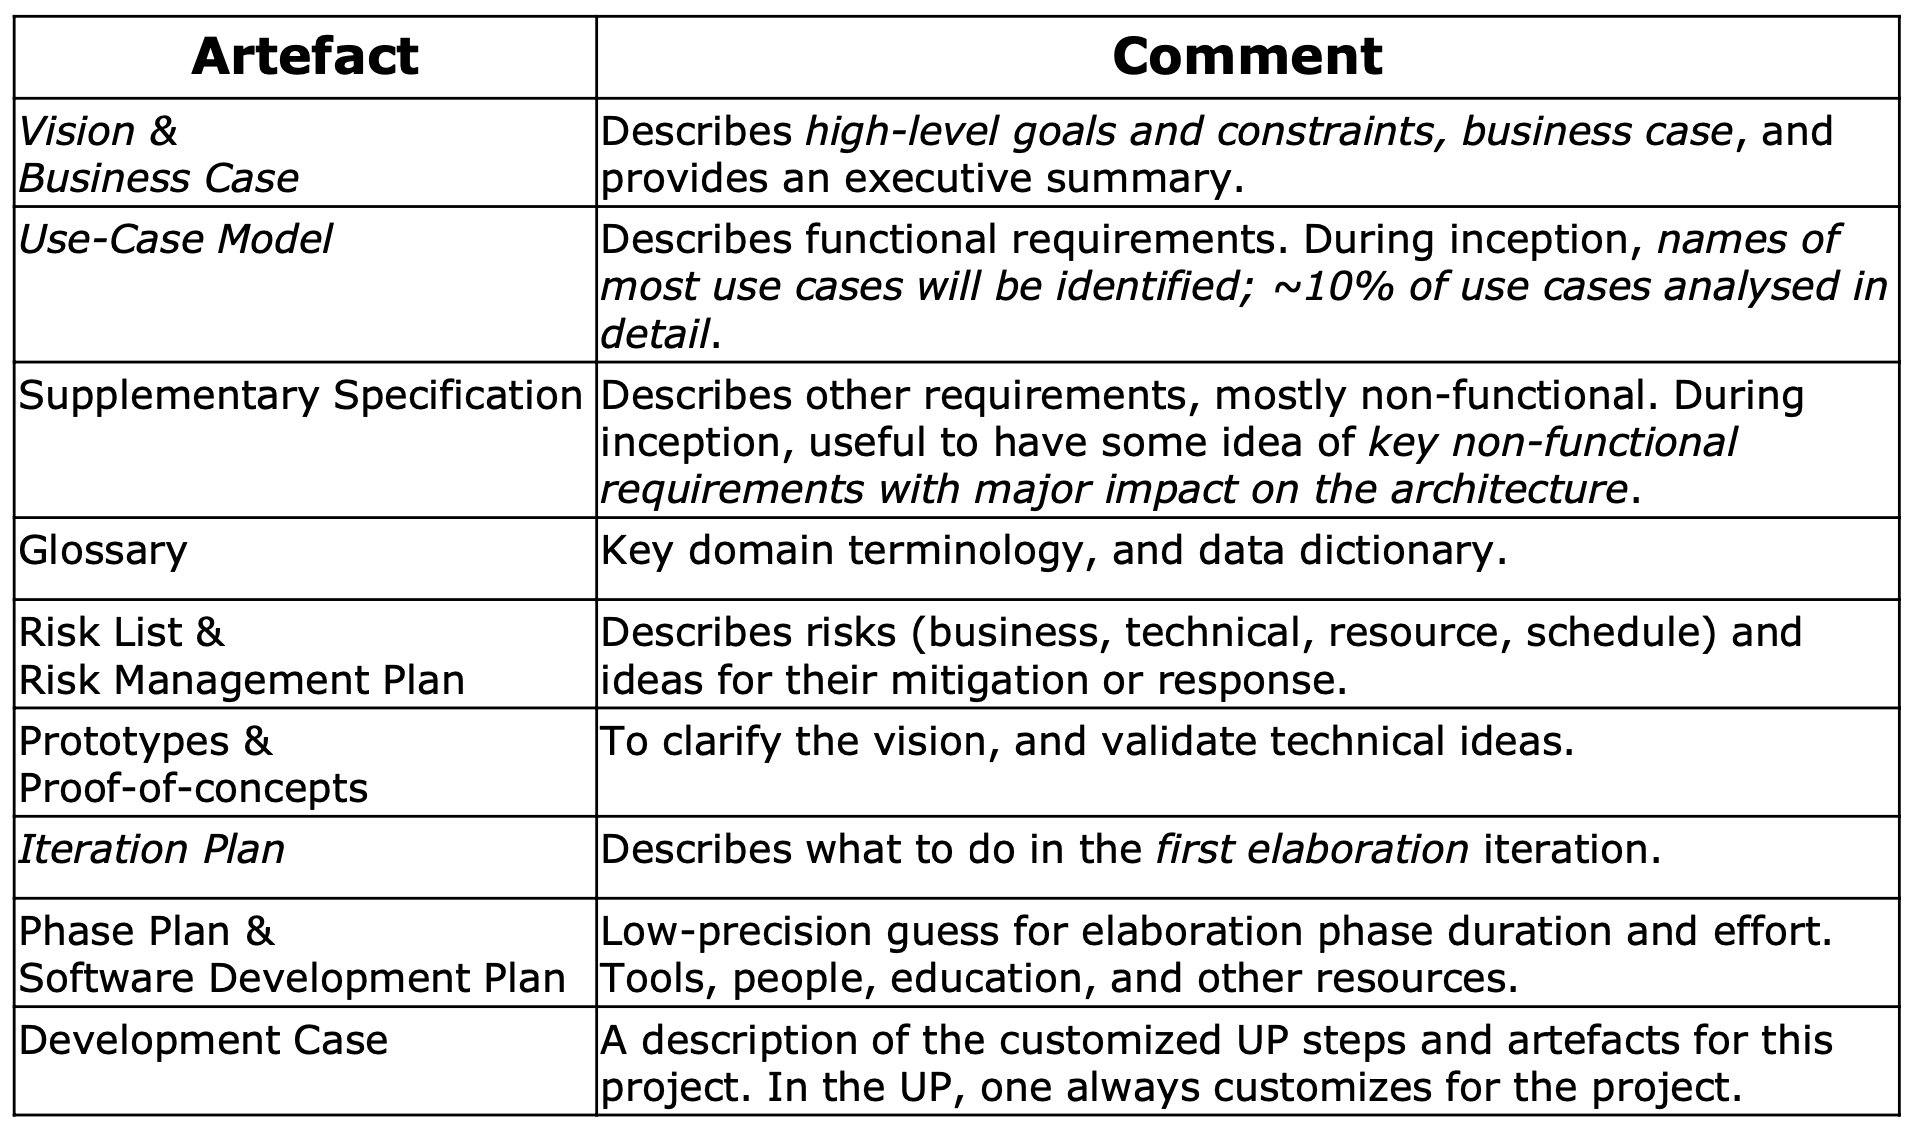 Artefact
Comment
Vision &
Business Case
Describes high-level goals and constraints, business case, and
provides an executive summary.
Use-Case Model
Describes functional requirements. During inception, names of
most use cases will be identified; ~10% of use cases analysed in
detail.
Supplementary Specification
Describes other requirements, mostly non-functional. During
inception, useful to have some idea of key non-functional
requirements with major impact on the architecture.
Glossary
Key domain terminology, and data dictionary.
Risk List &
Risk Management Plan
Describes risks (business, technical, resource, schedule) and
ideas for their mitigation or response.
Prototypes &
Proof-of-concepts
To clarify the vision, and validate technical ideas.
Iteration Plan
Describes what to do in the first elaboration iteration.
Phase Plan &
Software Development Plan
Low-precision guess for elaboration phase duration and effort.
Tools, people, education, and other resources.
Development Case
A description of the customized UP steps and artefacts for this
project. In the UP, one always customizes for the project.